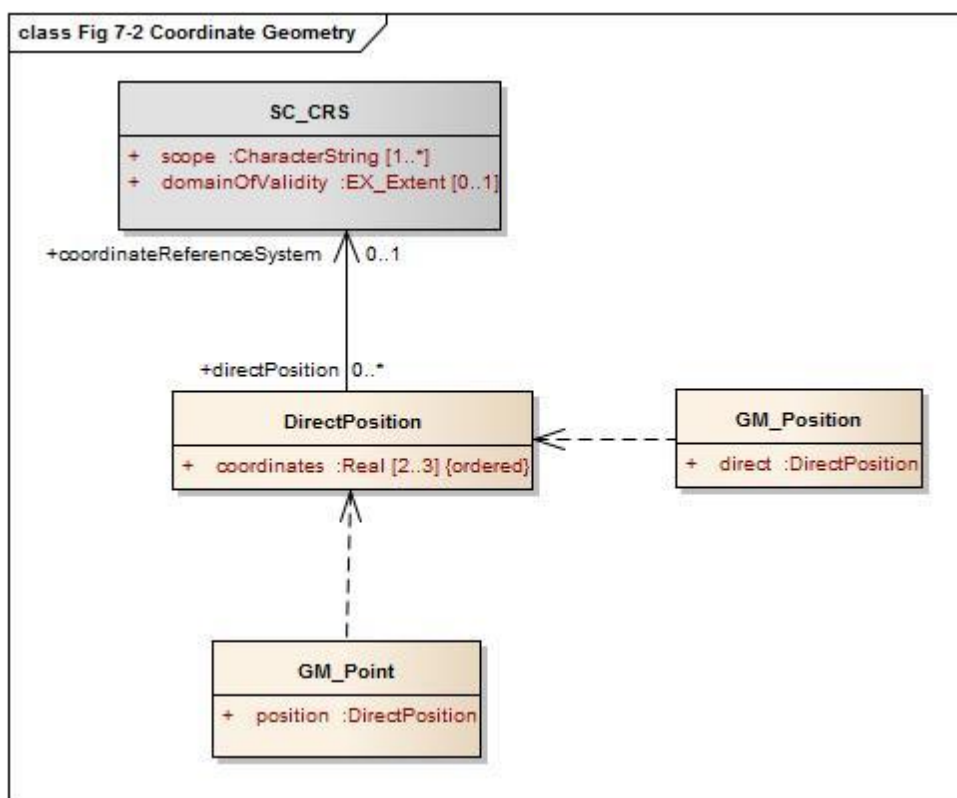 class Fig 7-2 Coordinate Geometry
SC_CRS
+ scope :CharacterString [1..*]
+ domainOfValidity :EX_Extent [0..1]
+coordinateReferenceSystem 0..1
+directPosition 0..*
DirectPosition
+ coordinates :Real [2..3] {ordered}
GM_Position
+ direct :DirectPosition
GM_Point
+ position :DirectPosition